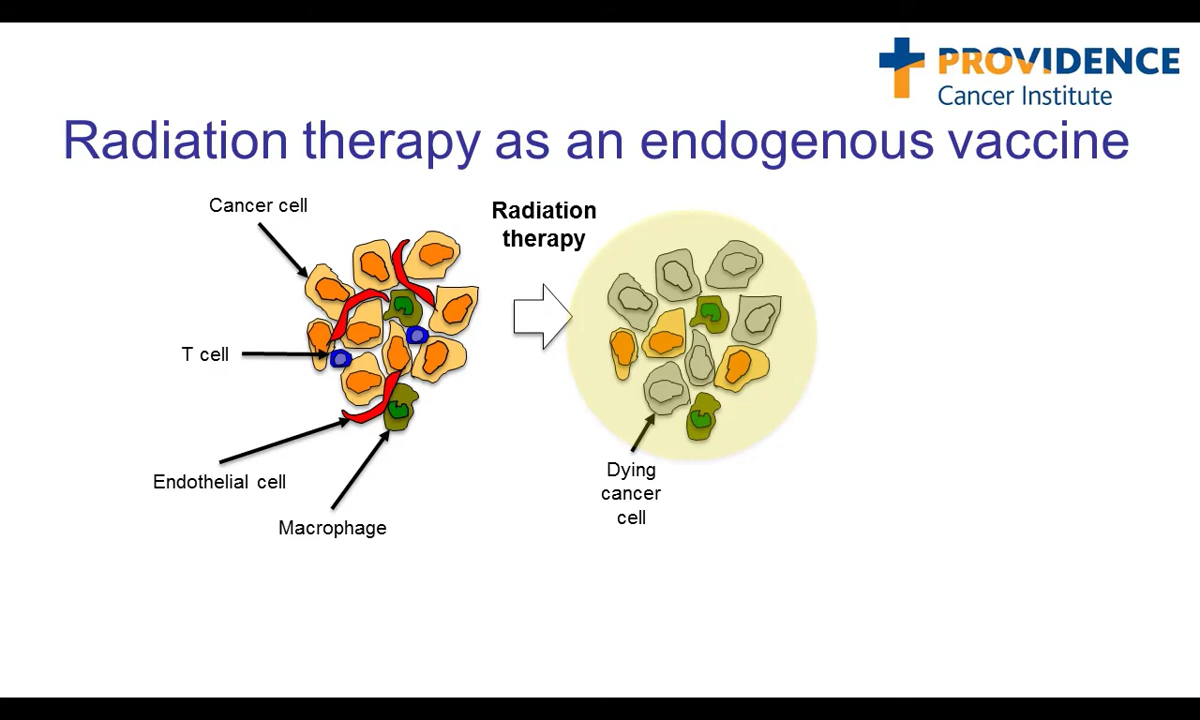 PROVIDENCE
Cancer Institute
Radiation therapy as an endogenous vaccine
Cancer cell
Radiation
therapy
T cell
Endothelial cell
Macrophage
Dying
cancer
cell